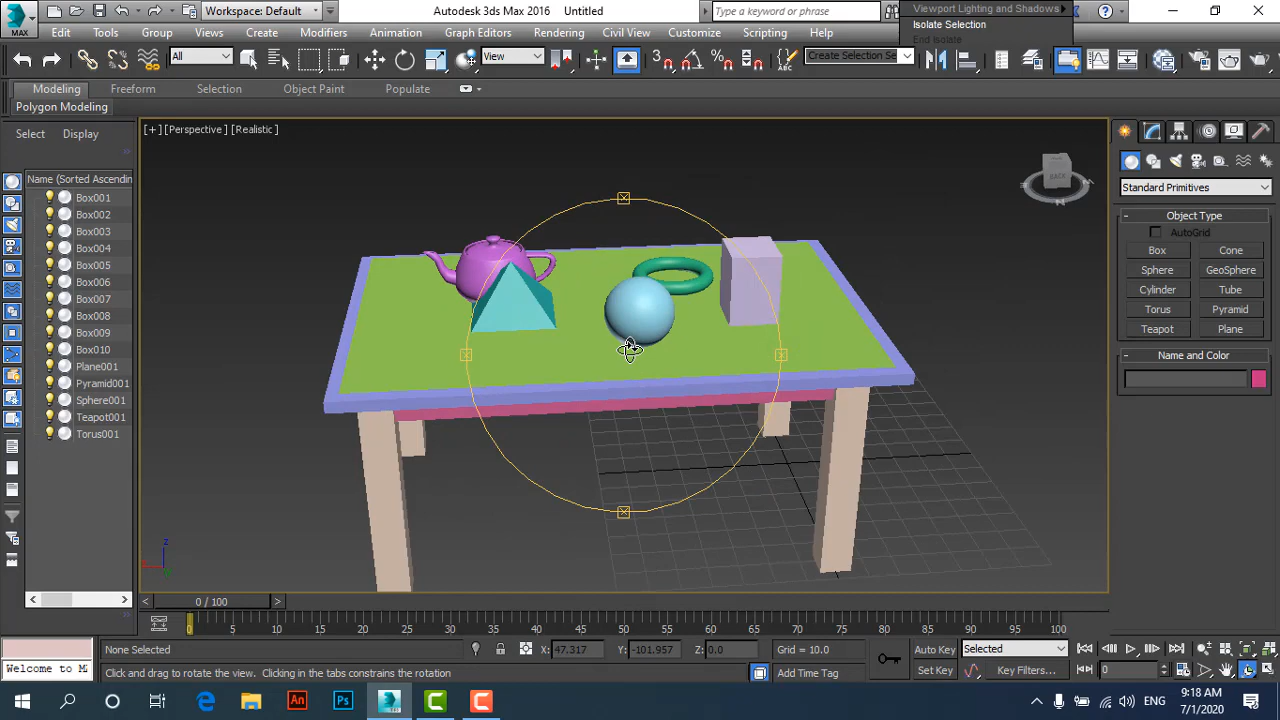 MAX
Workspace: Default
Autodesk 3ds Max 2016    Untitled
Type a keyword or phrase
Viewport Lighting and Shadows
Isolate Selection
End Isolate
Edit Tools Group Views Create Modifiers Animation Graph Editors Rendering Civil View Customize Scripting Help
All
View
Create Selection Se
Modeling Freeform Selection Object Paint Populate
Polygon Modeling
Select Display
[+] [Perspective] [Realistic]
BACK
Name (Sorted Ascendin
Box001
Box002
Box003
Box004
Box005
Box006
Box007
Box008
Box009
Box010
Plane001
Pyramid001
Sphere001
Teapot001
Torus001
Standard Primitives
- Object Type
AutoGrid
Box Cone
Sphere GeoSphere
Cylinder Tube
Torus Pyramid
Teapot Plane
- Name and Color
z
< 0 / 100 >
0 5 10 15 20 25 30 35 40 45 50 55 60 65 70 75 80 85 90 95 100
None Selected
X: 47.317 Y: -101.957 Z: 0.0 Grid = 10.0
Auto Key Selected
Welcome to M
Click and drag to rotate the view. Clicking in the tabs constrains the rotation
Add Time Tag
Set Key Key Filters...
0
An Ps MAX C C
ENG
9:18 AM
7/1/2020